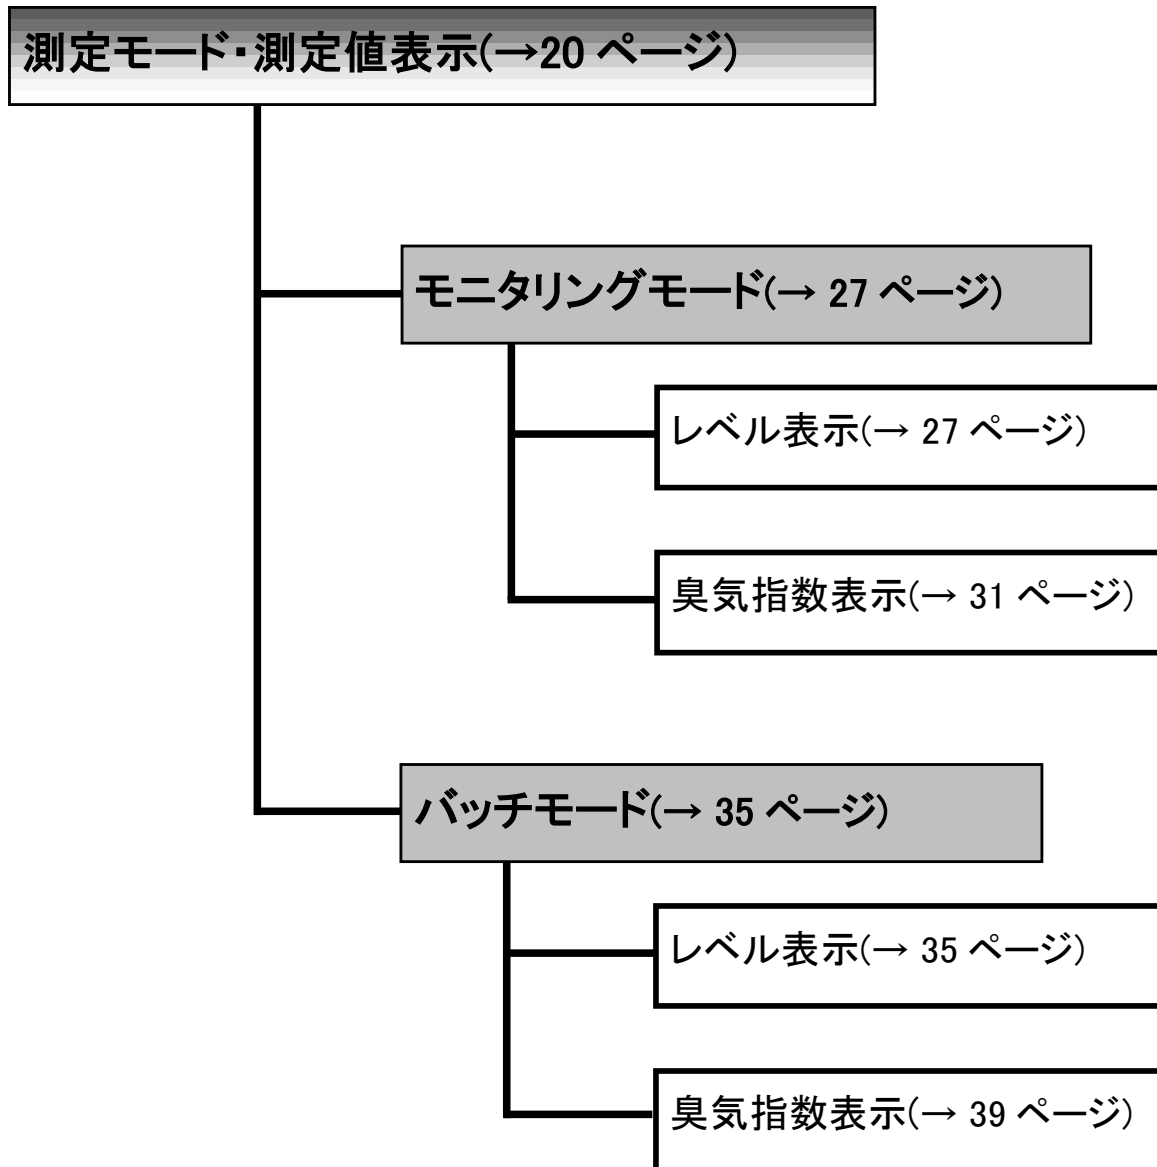 測定モード・測定値表示(→20 ページ)
モニタリングモード(→ 27 ページ)
レベル表示(→ 27 ページ)
臭気指数表示(→ 31 ページ)
バッチモード(→ 35 ページ)
レベル表示(→ 35 ページ)
臭気指数表示(→ 39 ページ)